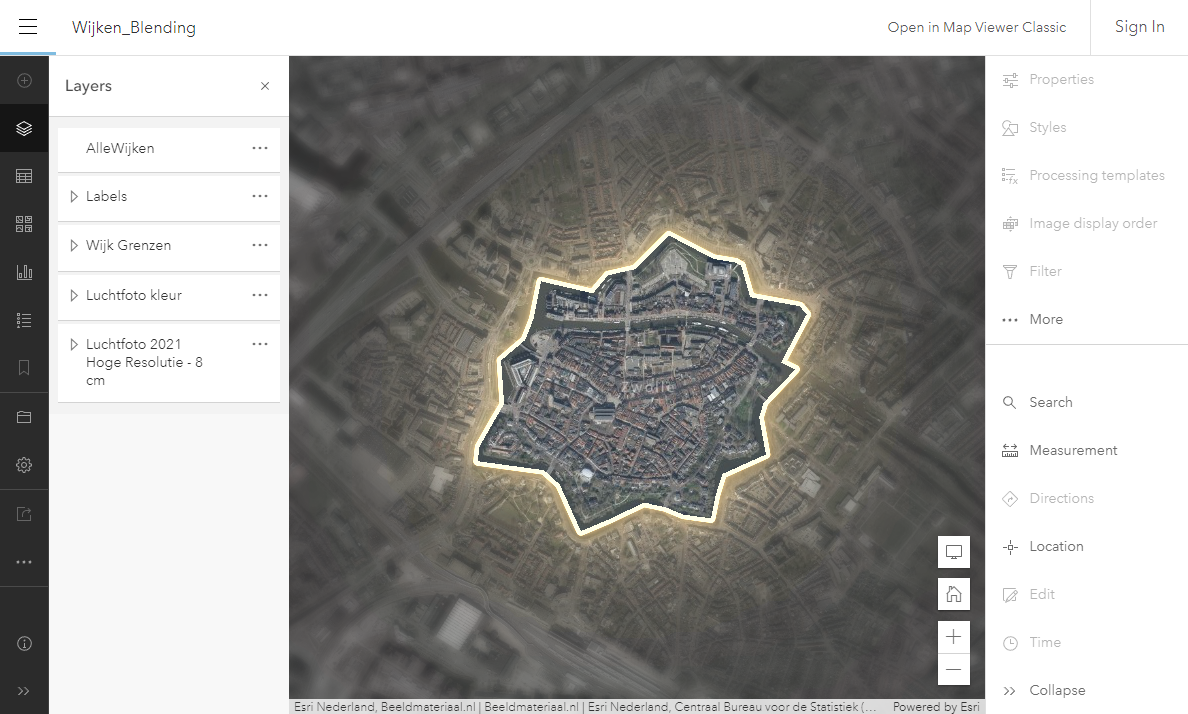 Wijken_Blending
Open in Map Viewer Classic
Sign In
Layers
AlleWijken
Labels
Wijk Grenzen
Luchtfoto kleur
Luchtfoto 2021
Hoge Resolutie - 8
cm
Zwolle
Esri Nederland, Beeldmateriaal.nl | Beeldmateriaal.nl | Esri Nederland, Centraal Bureau voor de Statistiek (...
Powered by Esri
Properties
Styles
Processing templates
Image display order
Filter
More
Search
Measurement
Directions
Location
Edit
Time
Collapse